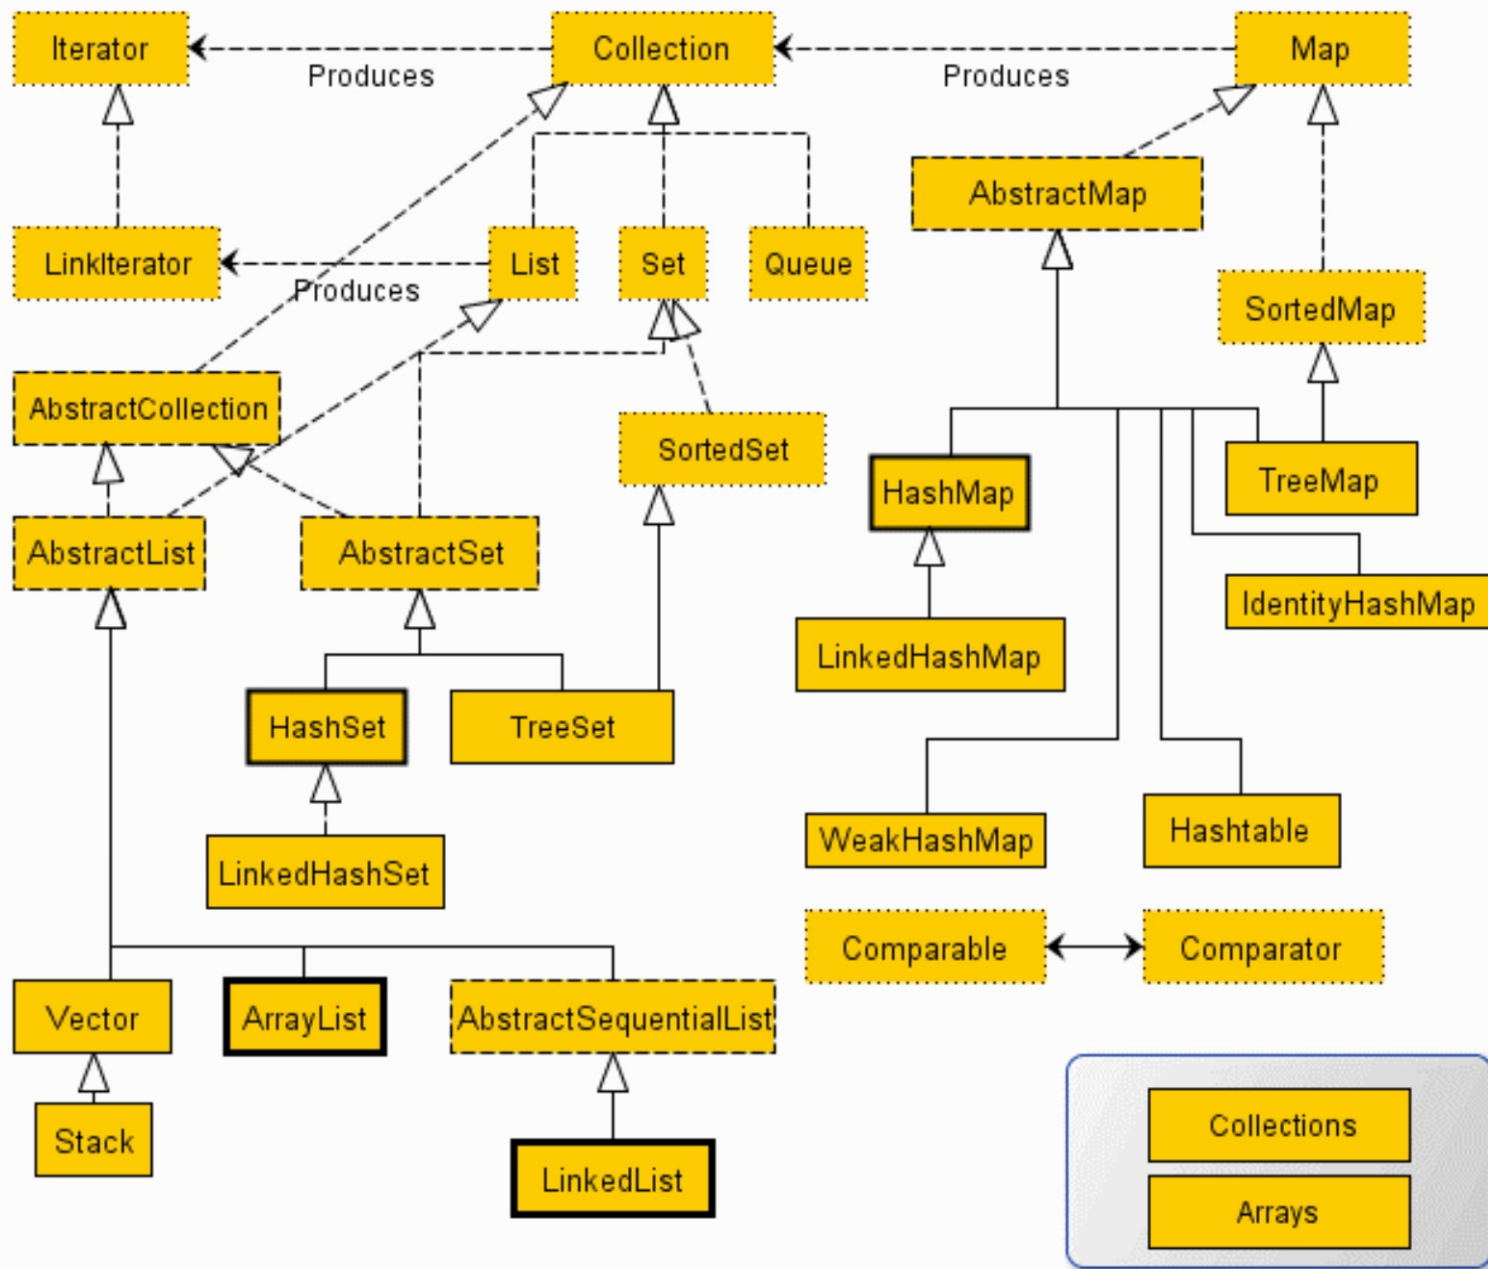 Iterator
Collection
Map
Produces
Produces
AbstractMap
LinkIterator
List
Set
Queue
Produces
SortedMap
AbstractCollection
SortedSet
TreeMap
HashMap
AbstractList
AbstractSet
IdentityHashMap
LinkedHashMap
HashSet
TreeSet
WeakHashMap
Hashtable
LinkedHashSet
Comparable
Comparator
Vector
ArrayList
AbstractSequentialList
Stack
Collections
LinkedList
Arrays